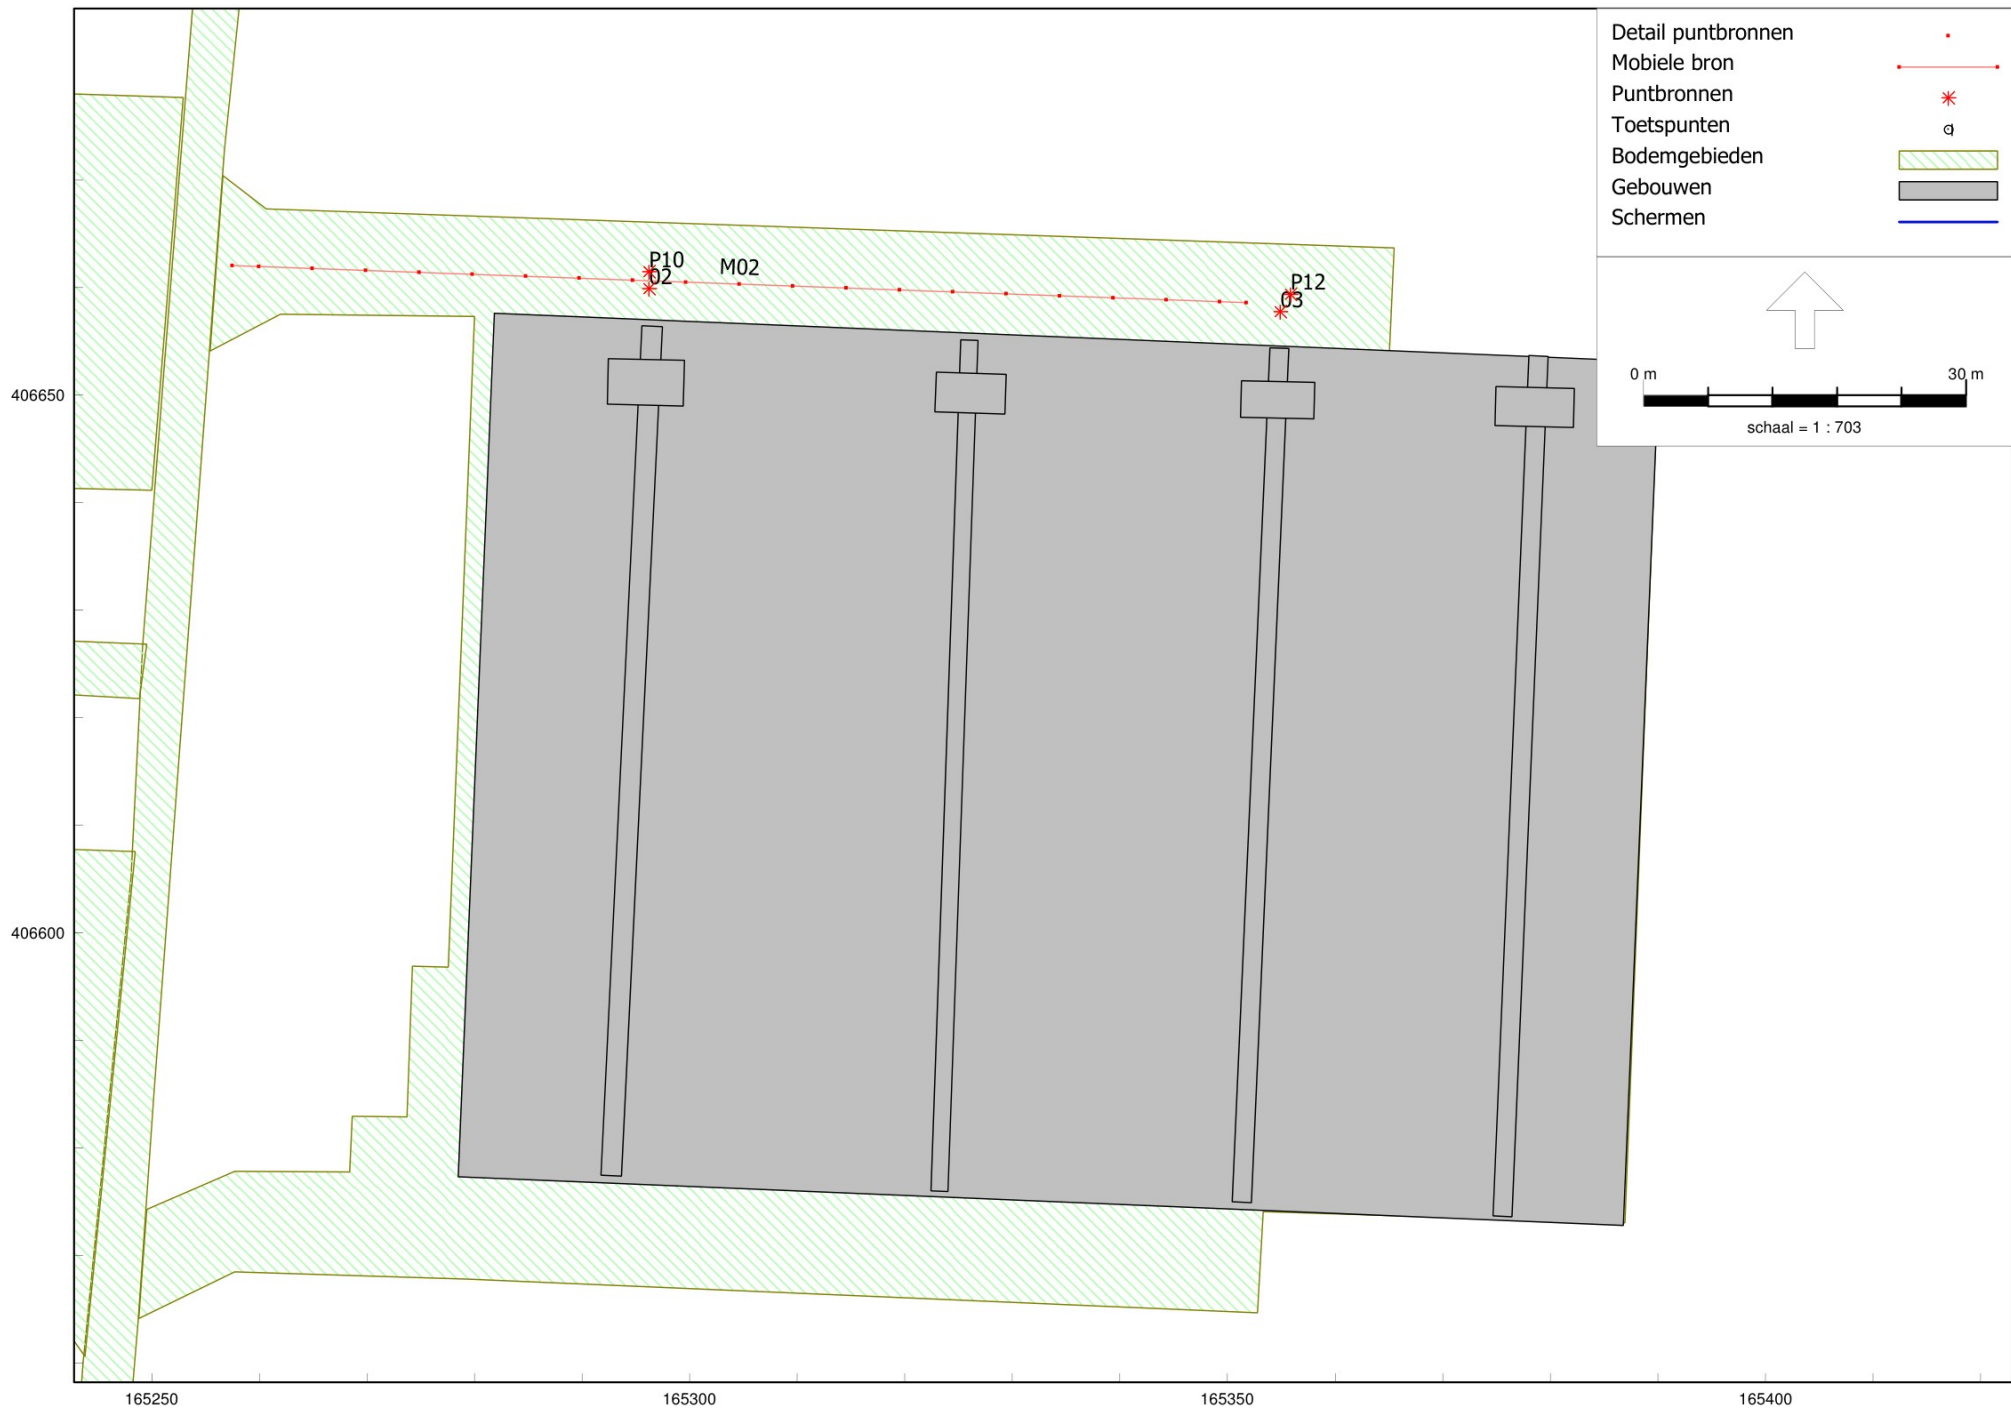 Detail puntbronnen
Mobiele bron
Puntbronnen
Toetspunten
Bodemgebieden
Gebouwen
Schermen
0 m 30 m
schaal = 1 : 703
P10
02
M02
P12
03
406650
406600
165250 165300 165350 165400